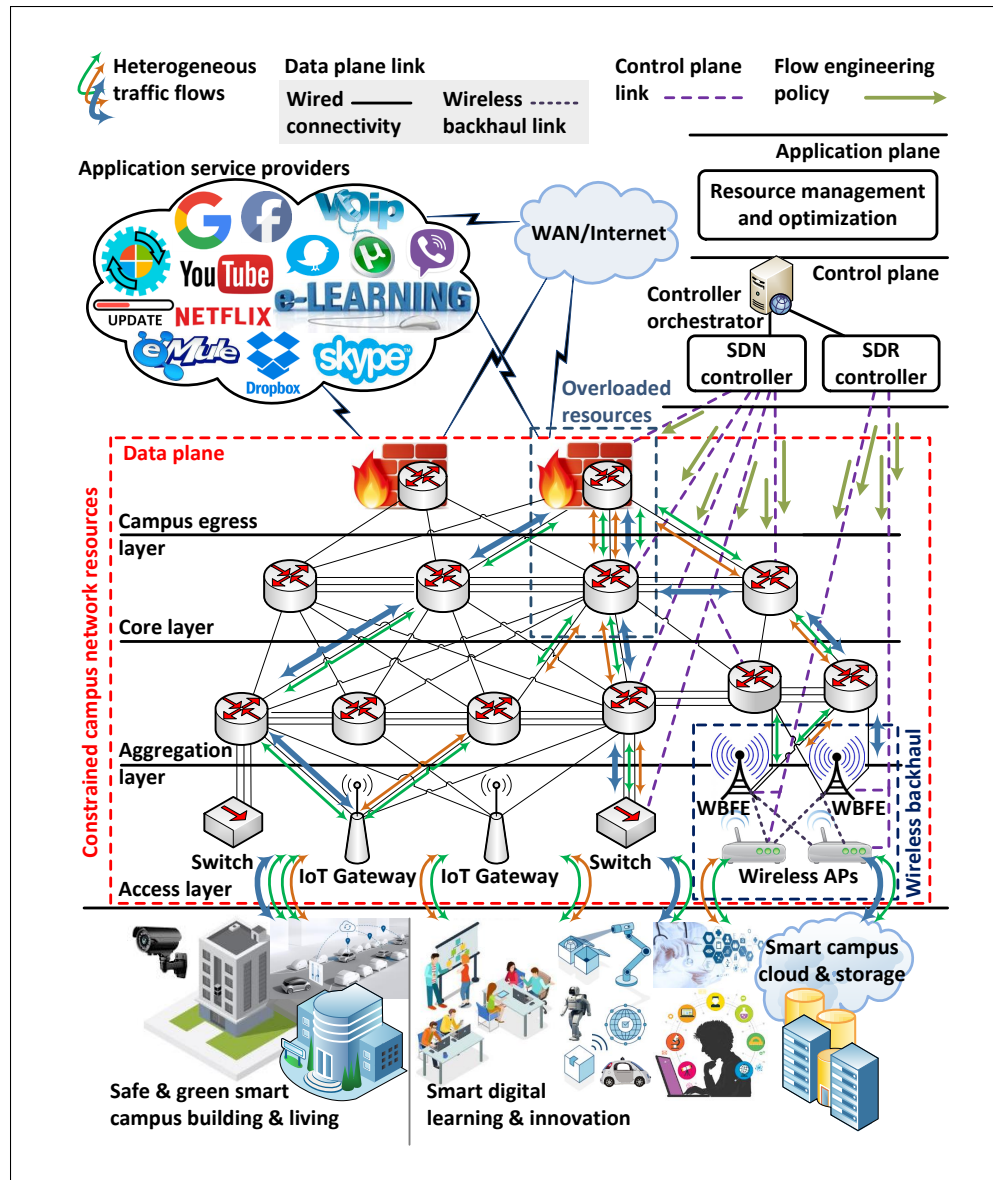 Heterogeneous
traffic flows
Data plane link
Wired
connectivity
Wireless
backhaul link
Control plane
link
Flow engineering
policy
Application plane
Resource management
and optimization
Application service providers
VOip
WAN/Internet
Control plane
You Tube
µ
e-LEARNING
UPDATE
NETFLIX
eMule
Dropbox
skype
Controller
orchestrator
SDN
controller
SDR
controller
Overloaded
resources
Data plane
Constrained campus network resources
Campus egress
layer
Core layer
Aggregation
layer
WBFE
WBFE
Wireless backhaul
Switch
IoT Gateway
IoT Gateway
Switch
Wireless APs
Access layer
Smart campus
cloud & storage
Safe & green smart
campus building & living
Smart digital
learning & innovation